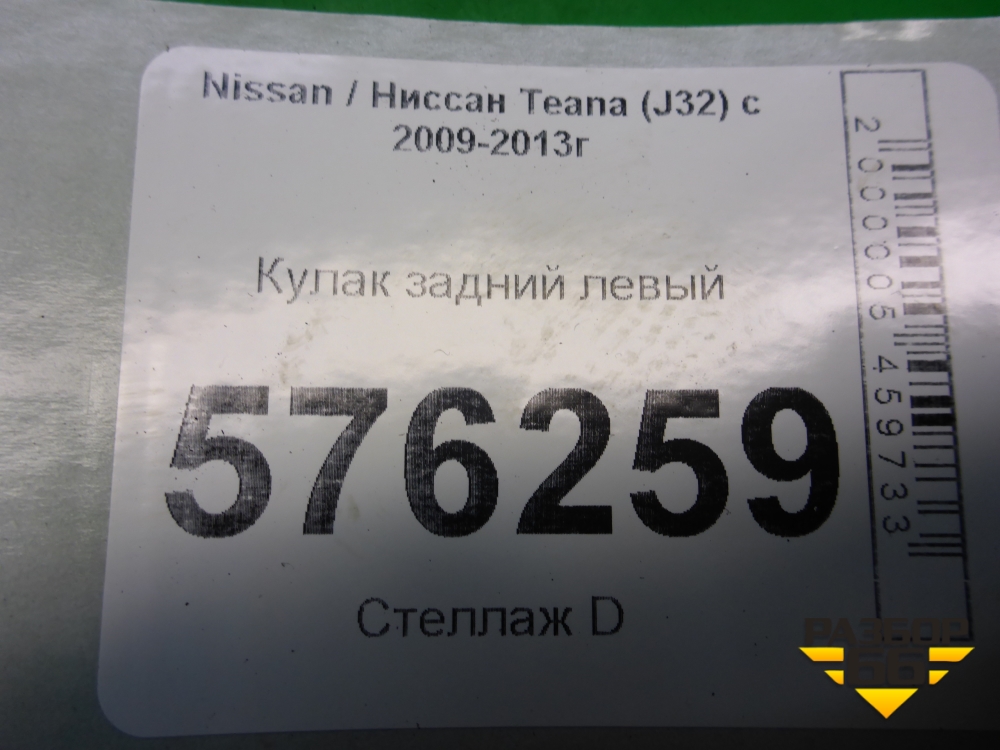 Nissan / Ниссан Teana (J32) с
2009-2013г
Кулак задний левый
576259
Стеллаж D
2000005459733
РАЗБОР
66